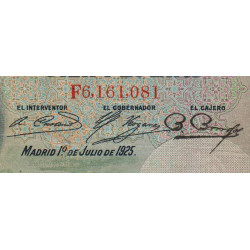 F6,161,081
EL INTERVENTOR EL GOBERNADOR EL CAJERO
MADRID 1º DE JULIO DE 1925.